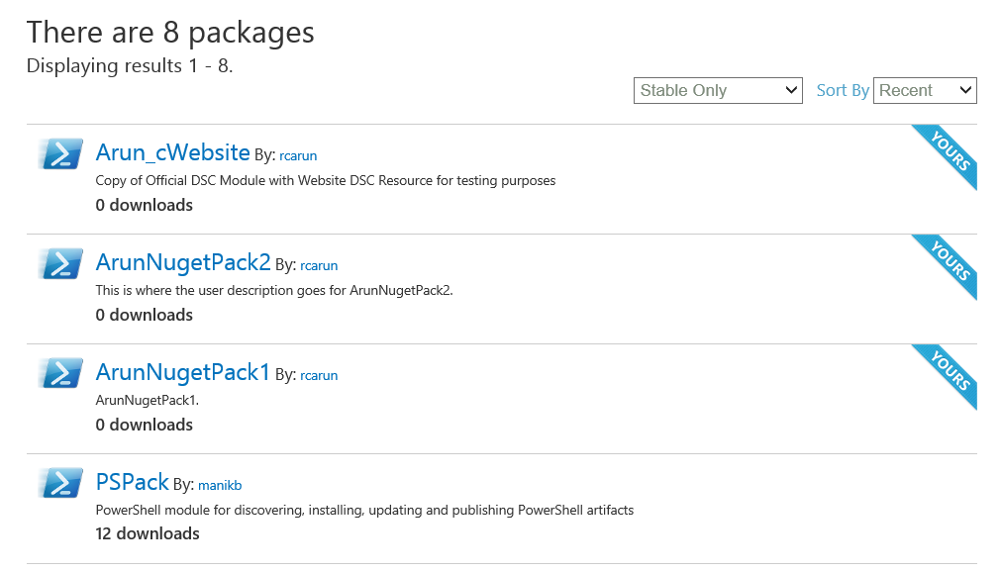 There are 8 packages
Displaying results 1 - 8.
Stable Only Sort By Recent
Arun_cWebsite By: rcarun
YOURS
Copy of Official DSC Module with Website DSC Resource for testing purposes
0 downloads
ArunNugetPack2 By: rcarun
YOURS
This is where the user description goes for ArunNugetPack2.
0 downloads
ArunNugetPack1 By: rcarun
YOURS
ArunNugetPack1.
0 downloads
PSPack By: manikb
PowerShell module for discovering, installing, updating and publishing PowerShell artifacts
12 downloads